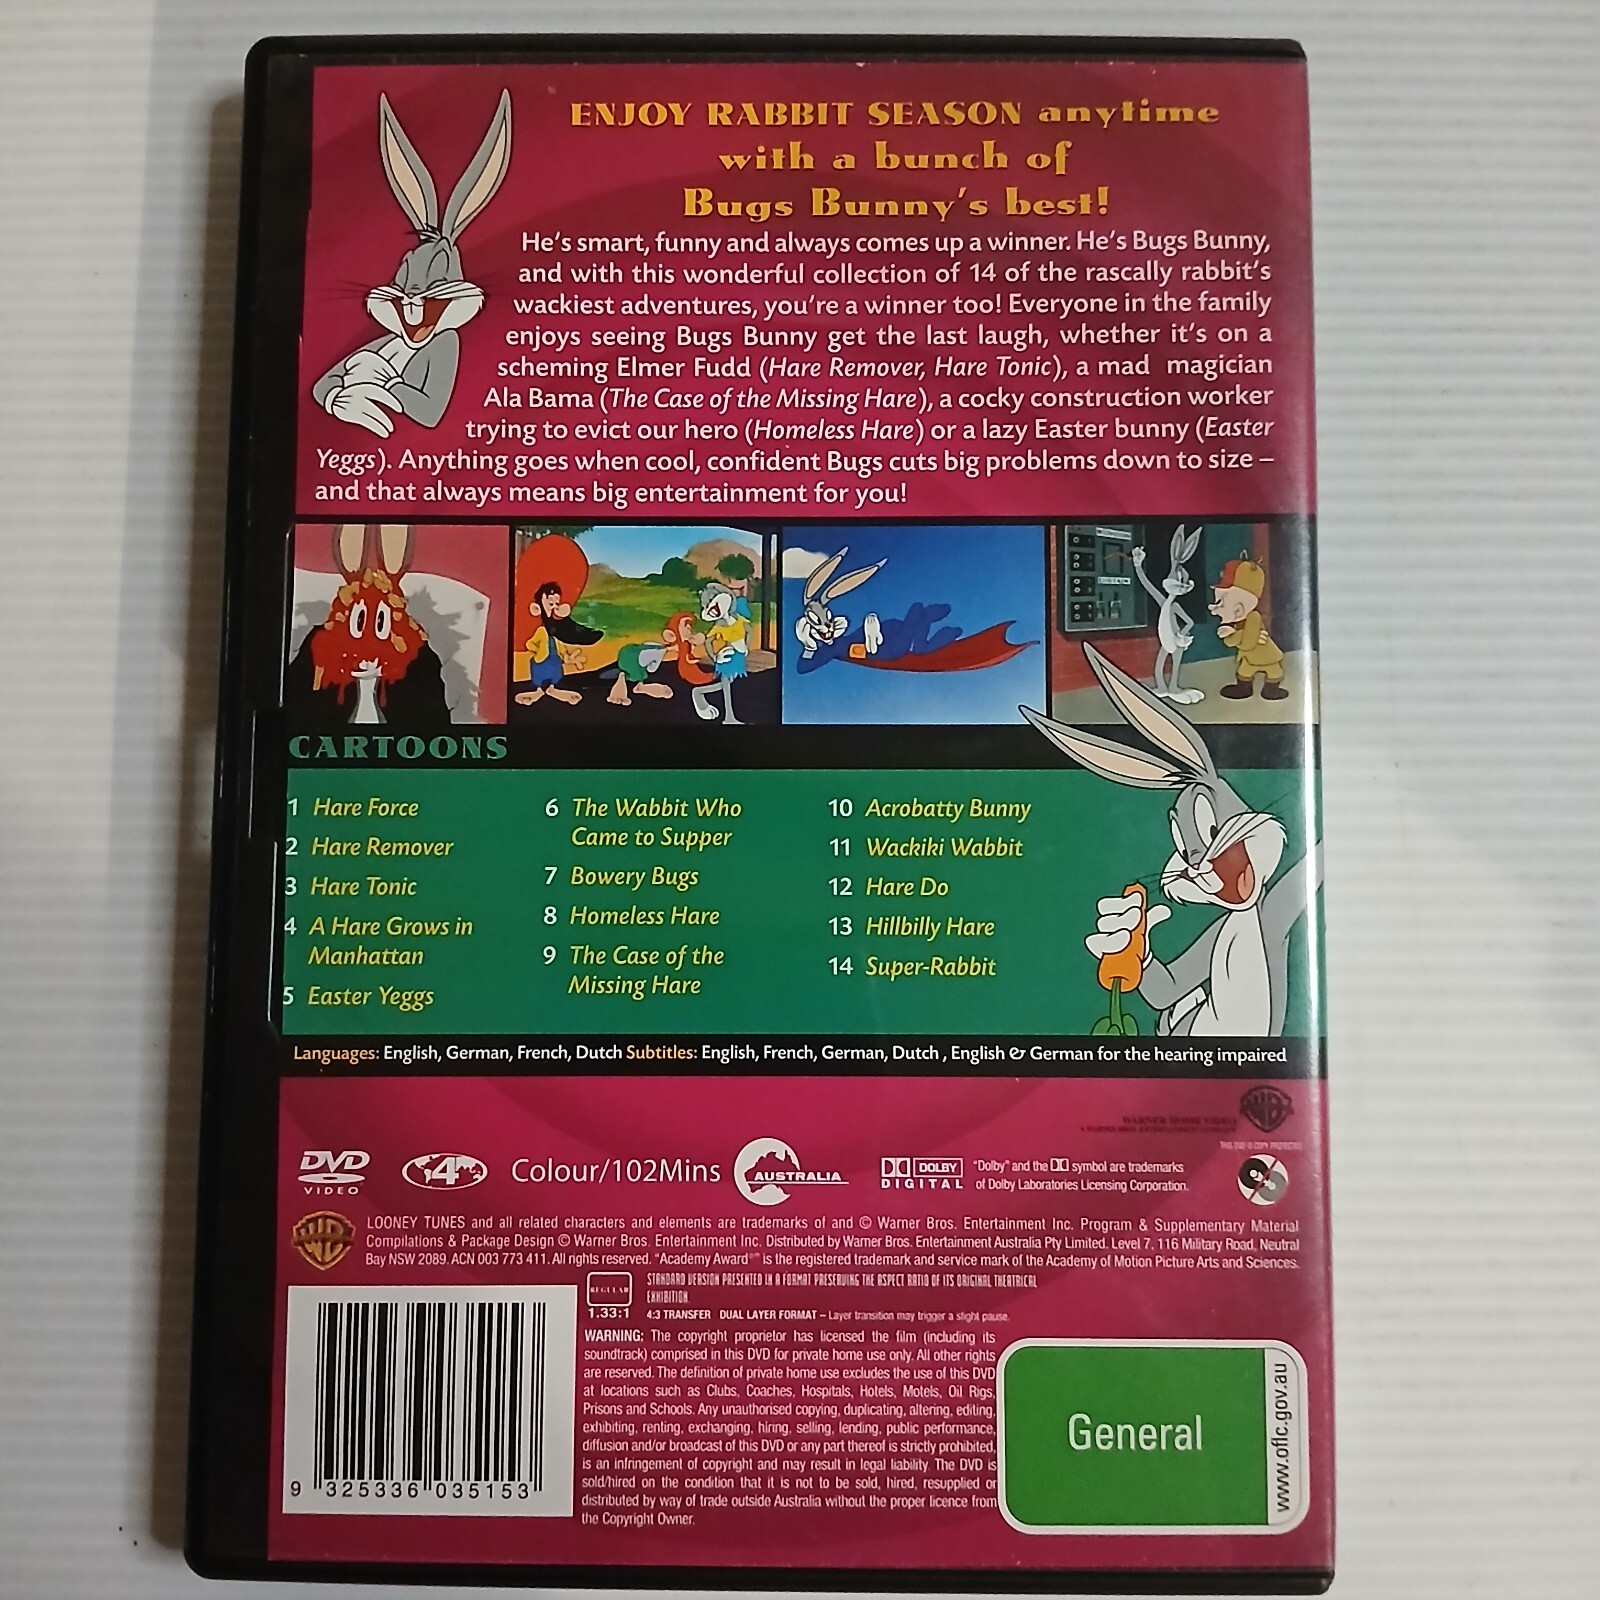 ENJOY RABBIT SEASON anytime
with a bunch of
Bugs Bunny's best!
He's smart, funny and always comes up a winner. He's Bugs Bunny,
and with this wonderful collection of 14 of the rascally rabbit's
wackiest adventures, you're a winner too! Everyone in the family
enjoys seeing Bugs Bunny get the last laugh, whether it's on a
scheming Elmer Fudd (Hare Remover, Hare Tonic), a mad magician
Ala Bama (The Case of the Missing Hare), a cocky construction worker
trying to evict our hero (Homeless Hare) or a lazy Easter bunny (Easter
Yeggs). Anything goes when cool, confident Bugs cuts big problems down to size –
and that always means big entertainment for you!
CARTOONS
1 Hare Force
2 Hare Remover
3 Hare Tonic
4 A Hare Grows in
Manhattan
5 Easter Yeggs
6 The Wabbit Who
Came to Supper
7 Bowery Bugs
8 Homeless Hare
9 The Case of the
Missing Hare
10 Acrobatty Bunny
11 Wackiki Wabbit
12 Hare Do
13 Hillbilly Hare
14 Super-Rabbit
Languages: English, German, French, Dutch Subtitles: English, French, German, Dutch , English & German for the hearing impaired
WARNER HOME VIDEO
THIS DVD IS COPY PROTECTED
DVD
VIDEO
4
Colour/102Mins
AUSTRALIA
DOLBY
DIGITAL
"Dolby" and the DD symbol are trademarks
of Dolby Laboratories Licensing Corporation.
LOONEY TUNES and all related characters and elements are trademarks of and © Warner Bros. Entertainment Inc. Program & Supplementary Material
Compilations & Package Design © Warner Bros. Entertainment Inc. Distributed by Warner Bros. Entertainment Australia Pty Limited. Level 7, 116 Military Road, Neutral
Bay NSW 2089. ACN 003 773 411. All rights reserved. "Academy Award®" is the registered trademark and service mark of the Academy of Motion Picture Arts and Sciences.
REGULAR
1.33:1
STANDARD VERSION PRESENTED IN A FORMAT PRESERVING THE ASPECT RATIO OF ITS ORIGINAL THEATRICAL
EXHIBITION.
4:3 TRANSFER DUAL LAYER FORMAT – Layer transition may trigger a slight pause.
WARNING: The copyright proprietor has licensed the film (including its
soundtrack) comprised in this DVD for private home use only. All other rights
are reserved. The definition of private home use excludes the use of this DVD
at locations such as Clubs, Coaches, Hospitals, Hotels, Motels, Oil Rigs,
Prisons and Schools. Any unauthorised copying, duplicating, altering, editing,
exhibiting, renting, exchanging, hiring, selling, lending, public performance,
diffusion and/or broadcast of this DVD or any part thereof is strictly prohibited,
is an infringement of copyright and may result in legal liability. The DVD is
sold/hired on the condition that it is not to be sold, hired, resupplied or
distributed by way of trade outside Australia without the proper licence from
the Copyright Owner.
9 325336 035153
General
www.oflc.gov.au